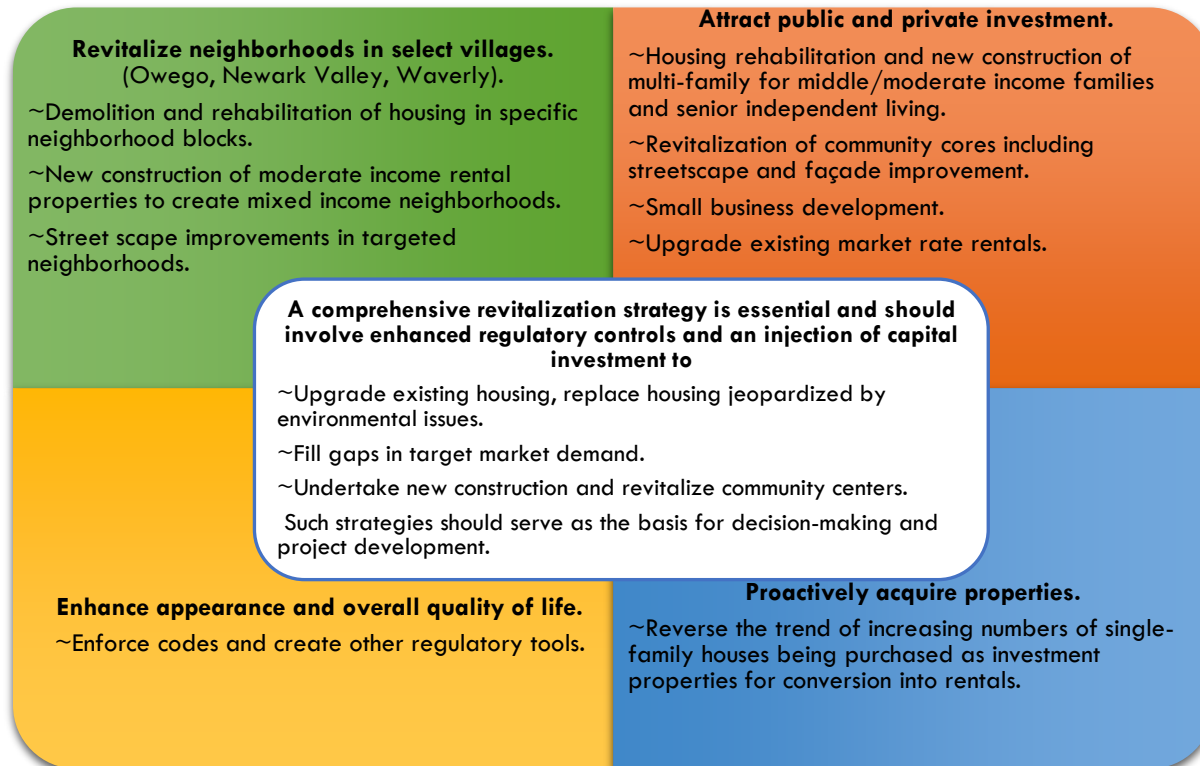 Revitalize neighborhoods in select villages.
(Owego, Newark Valley, Waverly).
~Demolition and rehabilitation of housing in specific
neighborhood blocks.
~New construction of moderate income rental
properties to create mixed income neighborhoods.
~Street scape improvements in targeted
neighborhoods.
Attract public and private investment.
~Housing rehabilitation and new construction of
multi-family for middle/moderate income families
and senior independent living.
~Revitalization of community cores including
streetscape and façade improvement.
~Small business development.
~Upgrade existing market rate rentals.
A comprehensive revitalization strategy is essential and should
involve enhanced regulatory controls and an injection of capital
investment to
~Upgrade existing housing, replace housing jeopardized by
environmental issues.
~Fill gaps in target market demand.
~Undertake new construction and revitalize community centers.
Such strategies should serve as the basis for decision-making and
project development.
Enhance appearance and overall quality of life.
~Enforce codes and create other regulatory tools.
Proactively acquire properties.
~Reverse the trend of increasing numbers of single-
family houses being purchased as investment
properties for conversion into rentals.